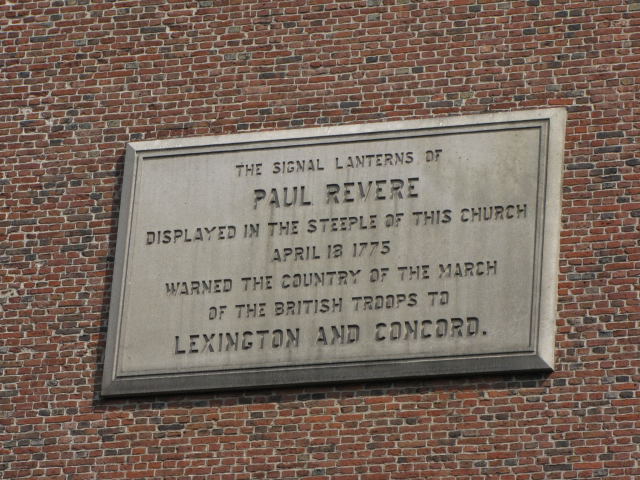 THE SIGNAL LANTERNS OF
PAUL REVERE
DISPLAYED IN THE STEEPLE OF THIS CHURCH
APRIL 18 1775
WARNED THE COUNTRY OF THE MARCH
OF THE BRITISH TROOPS TO
LEXINGTON AND CONCORD.